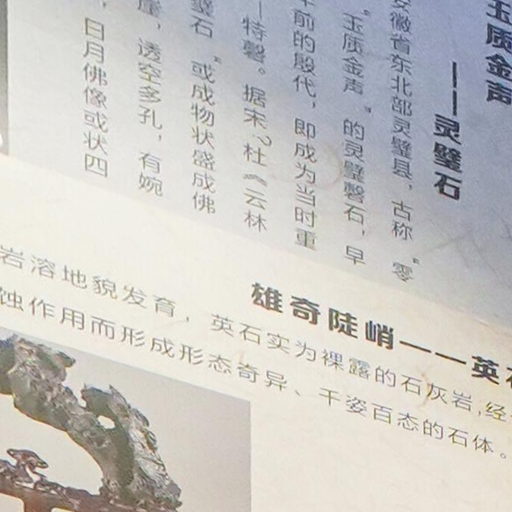 玉质金声
——灵璧石
安徽省东北部灵璧县，古称“零
“玉质金声”的灵璧磬石，早
年前的殷代，即成为当时重
—特磬。据宋?杜《云林
璧石“或成物状盛成佛
崖，透空多孔，有婉
，日月佛像或状四
雄奇陡峭——英石
岩溶地貌发育，英石实为裸露的石灰岩,经
蚀作用而形成形态奇异、千姿百态的石体。